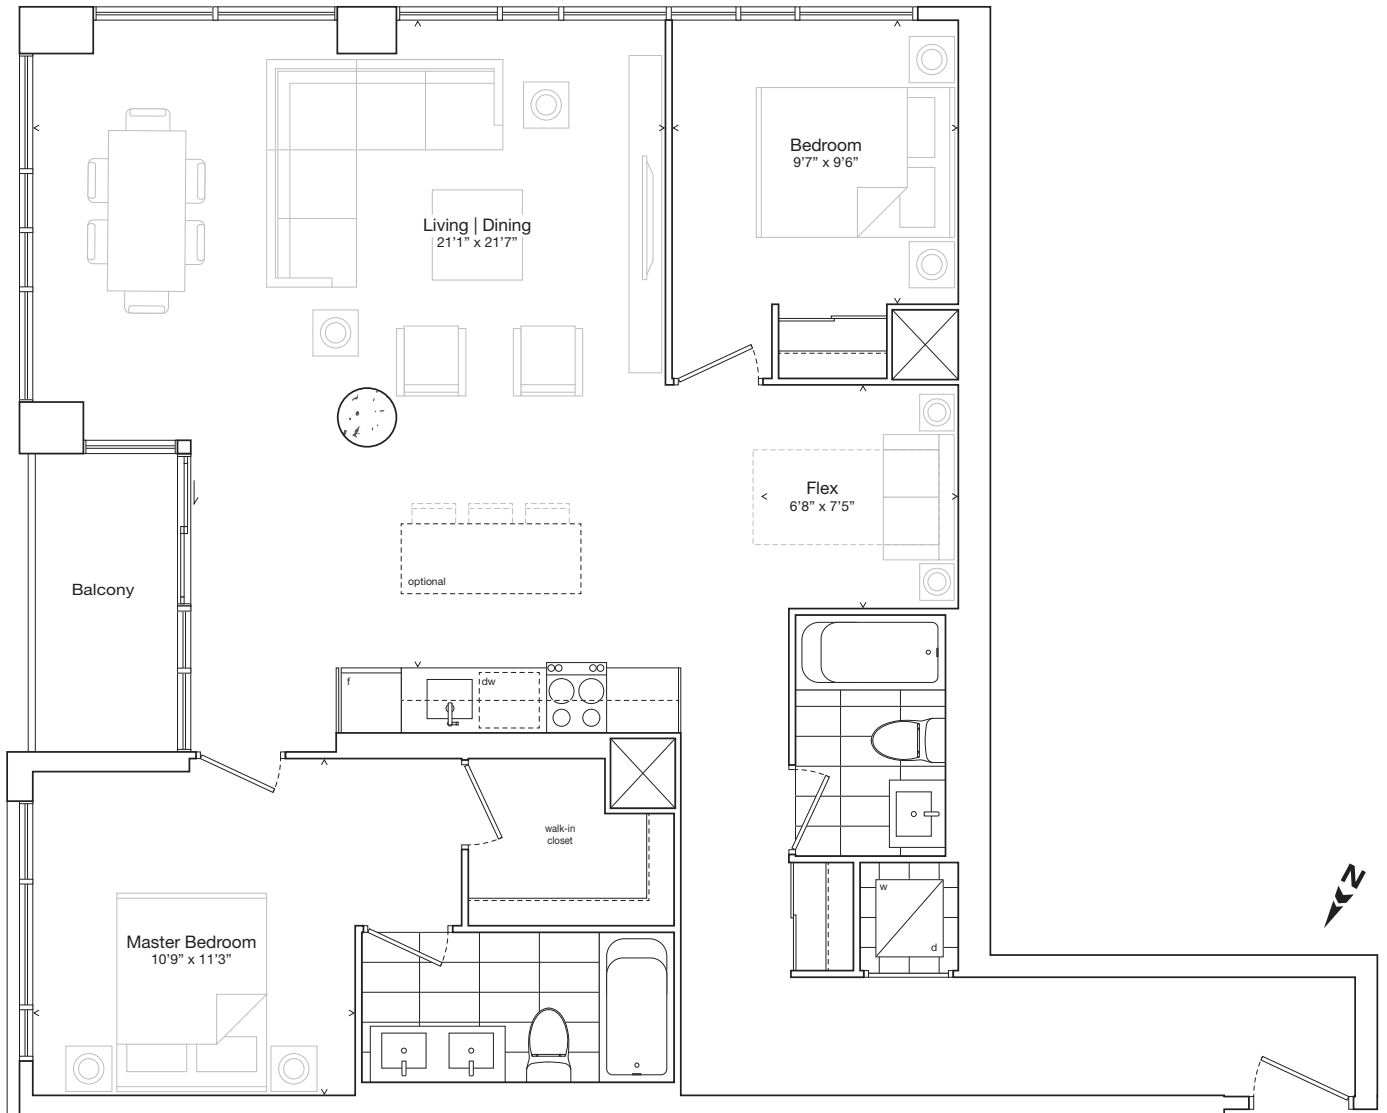 Bedroom
9’7” x 9’6”
Living | Dining
21’1” x 21’7”
Flex
6’8” x 7’5”
optional
Balcony
f
dw
walk-in
closet
w
d
N
Master Bedroom
10’9” x 11’3”